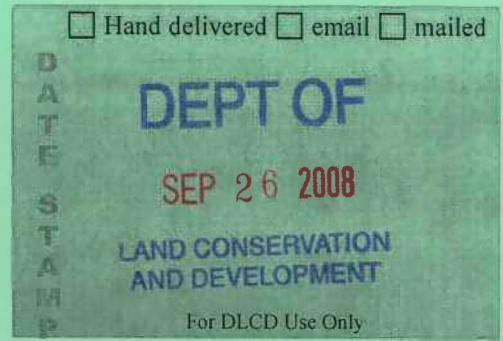 ☐ Hand delivered ☐ email ☐ mailed
DATE STAMP
DEPT OF
SEP 26 2008
LAND CONSERVATION
AND DEVELOPMENT
For DLCD Use Only